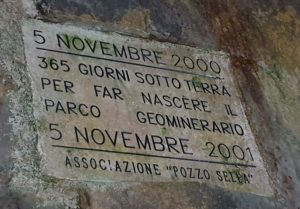 5 NOVEMBRE 2000
365 GIORNI SOTTO TERRA
PER FAR NASCERE IL
PARCO GEOMINERARIO
5 NOVEMBRE 2001
ASSOCIAZIONE "POZZO SELLA"